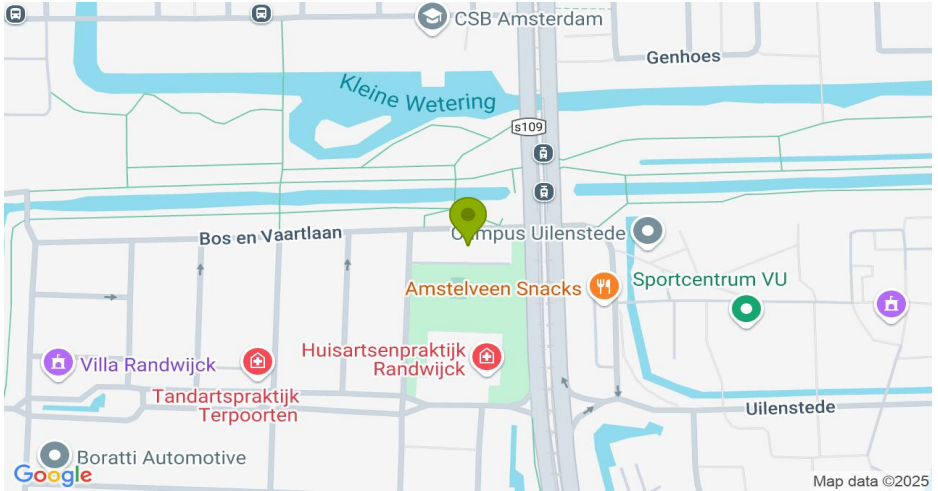 CSB Amsterdam
Genhoes
Kleine Wetering
s109
Bos en Vaartlaan
Campus Uilenstede
Sportcentrum VU
Amstelveen Snacks
Huisartsenpraktijk
Randwijck
Villa Randwijck
Tandartspraktijk
Terpoorten
Uilenstede
Boratti Automotive
Google
Map data ©2025